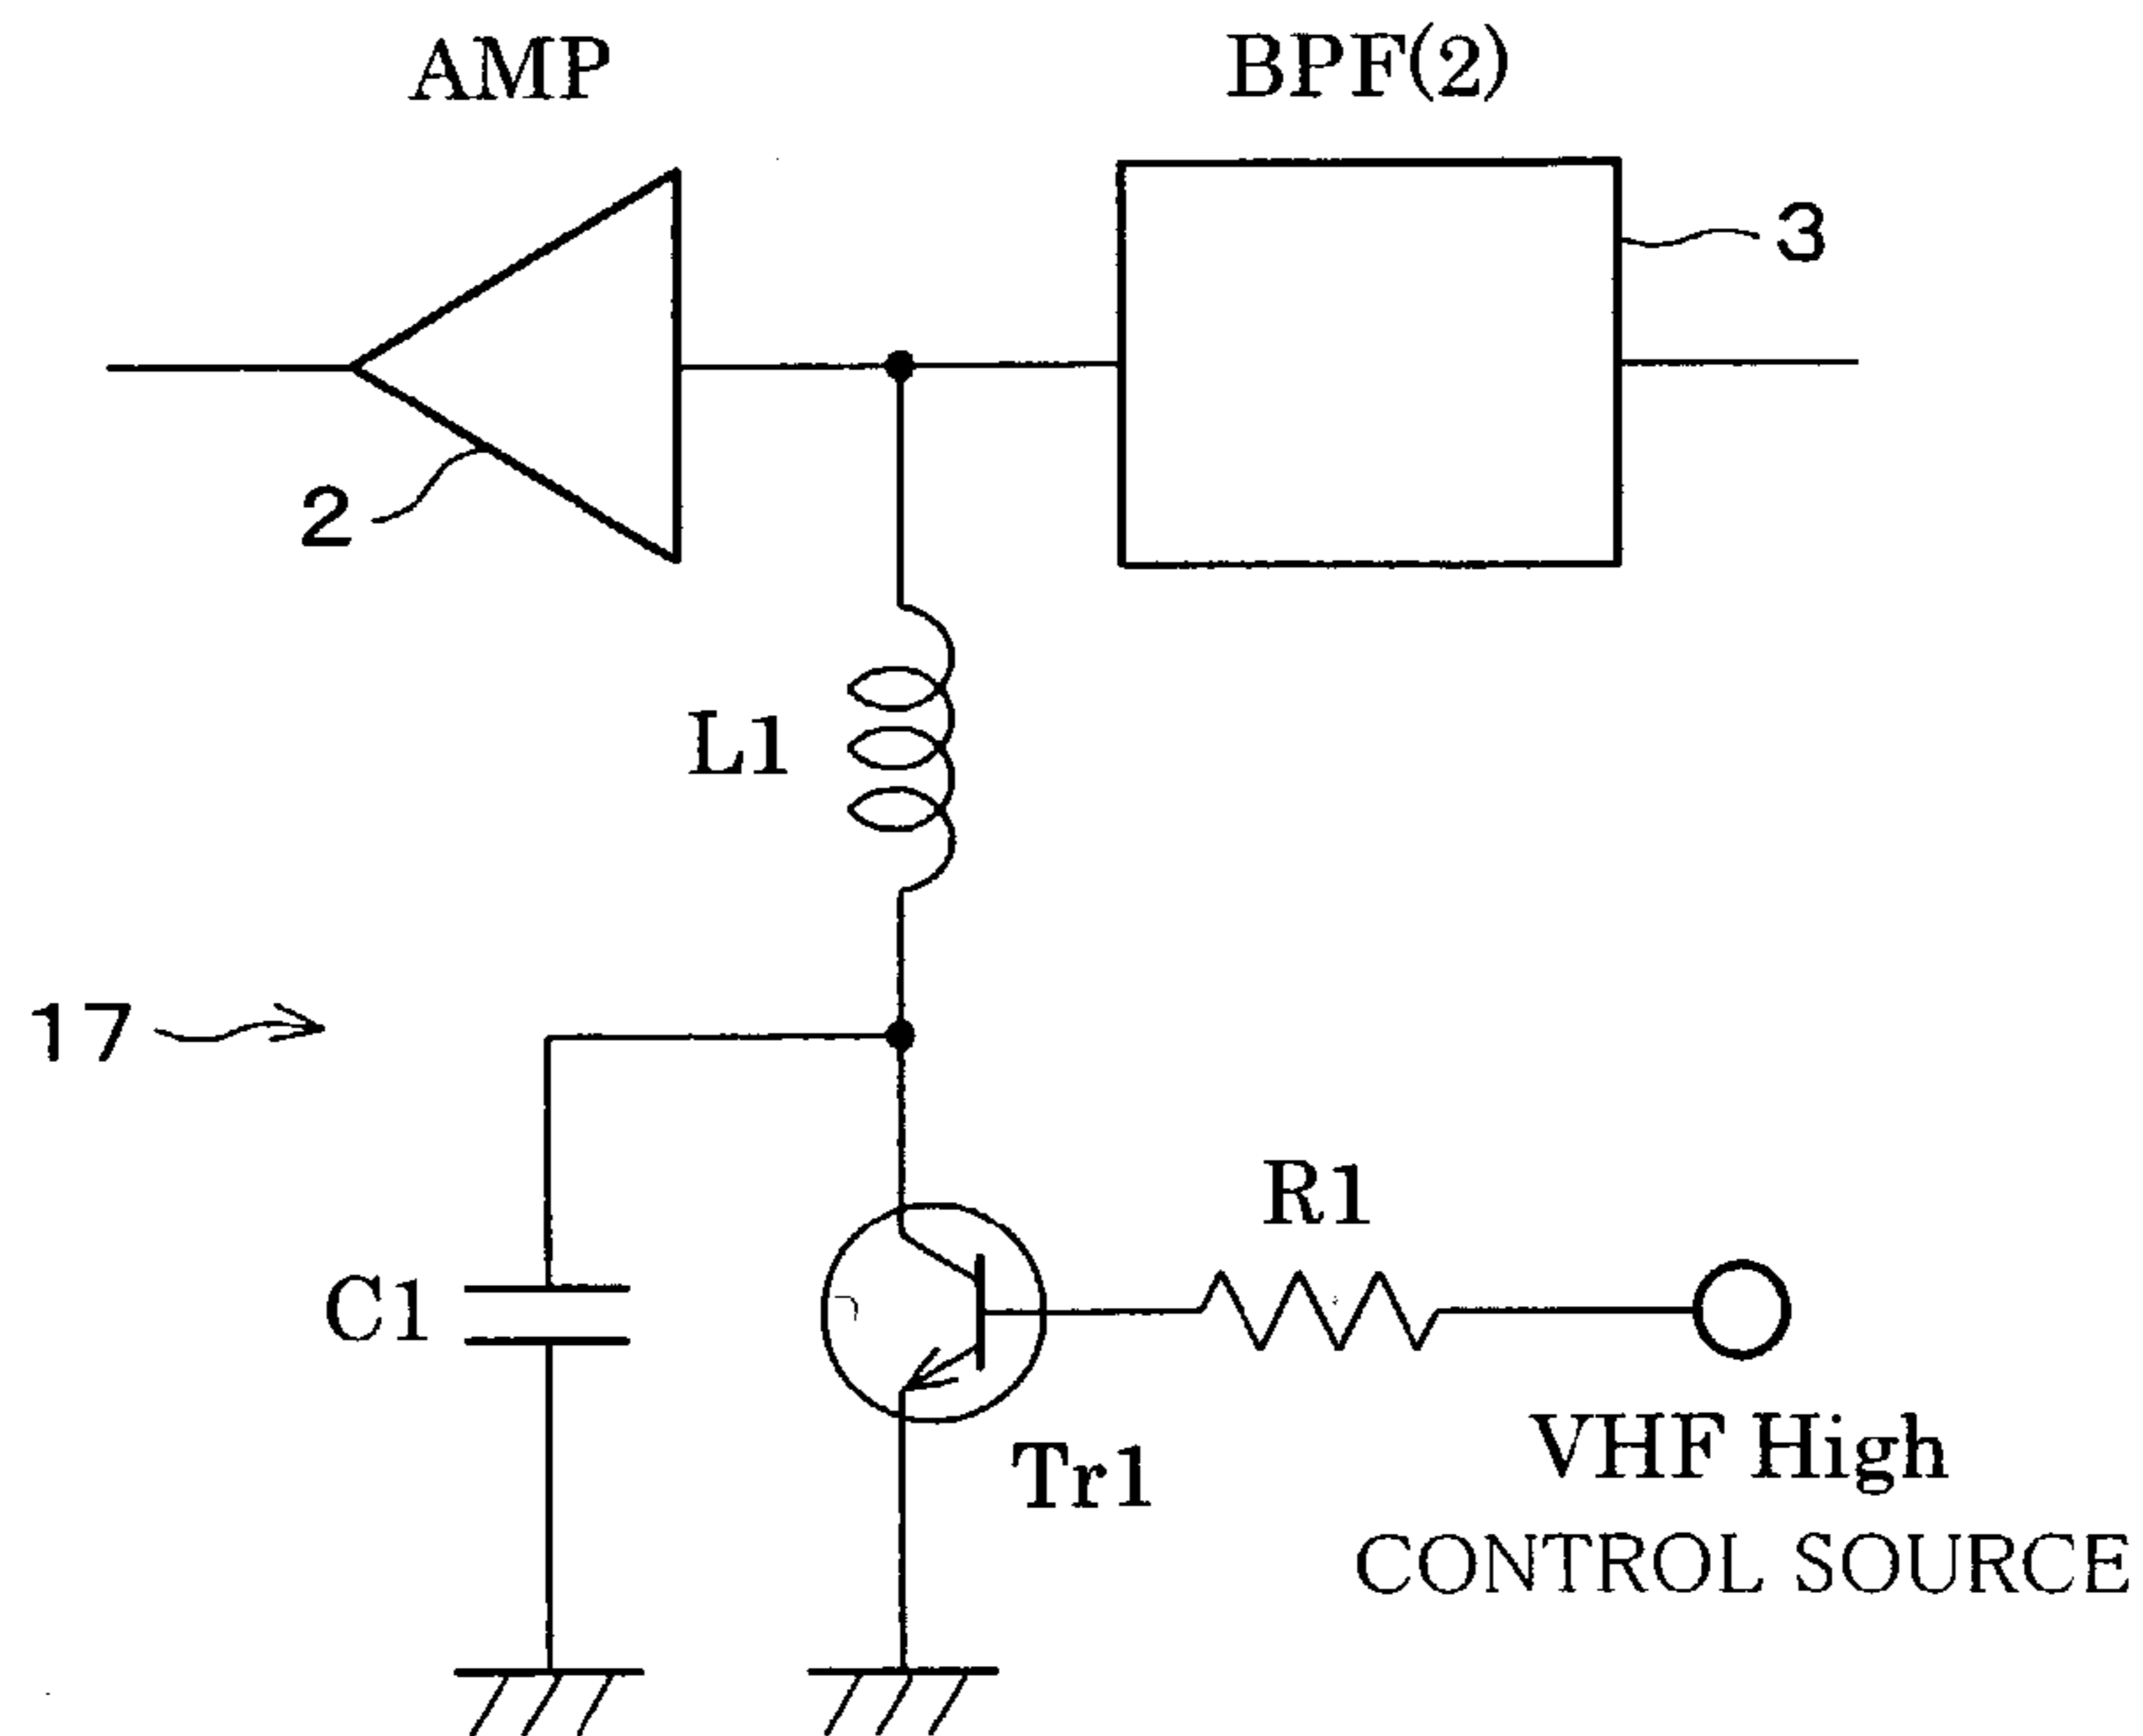 AMP
BPF(2)
3
2
L1
17
R1
C1
Tr1
VHF High
CONTROL SOURCE